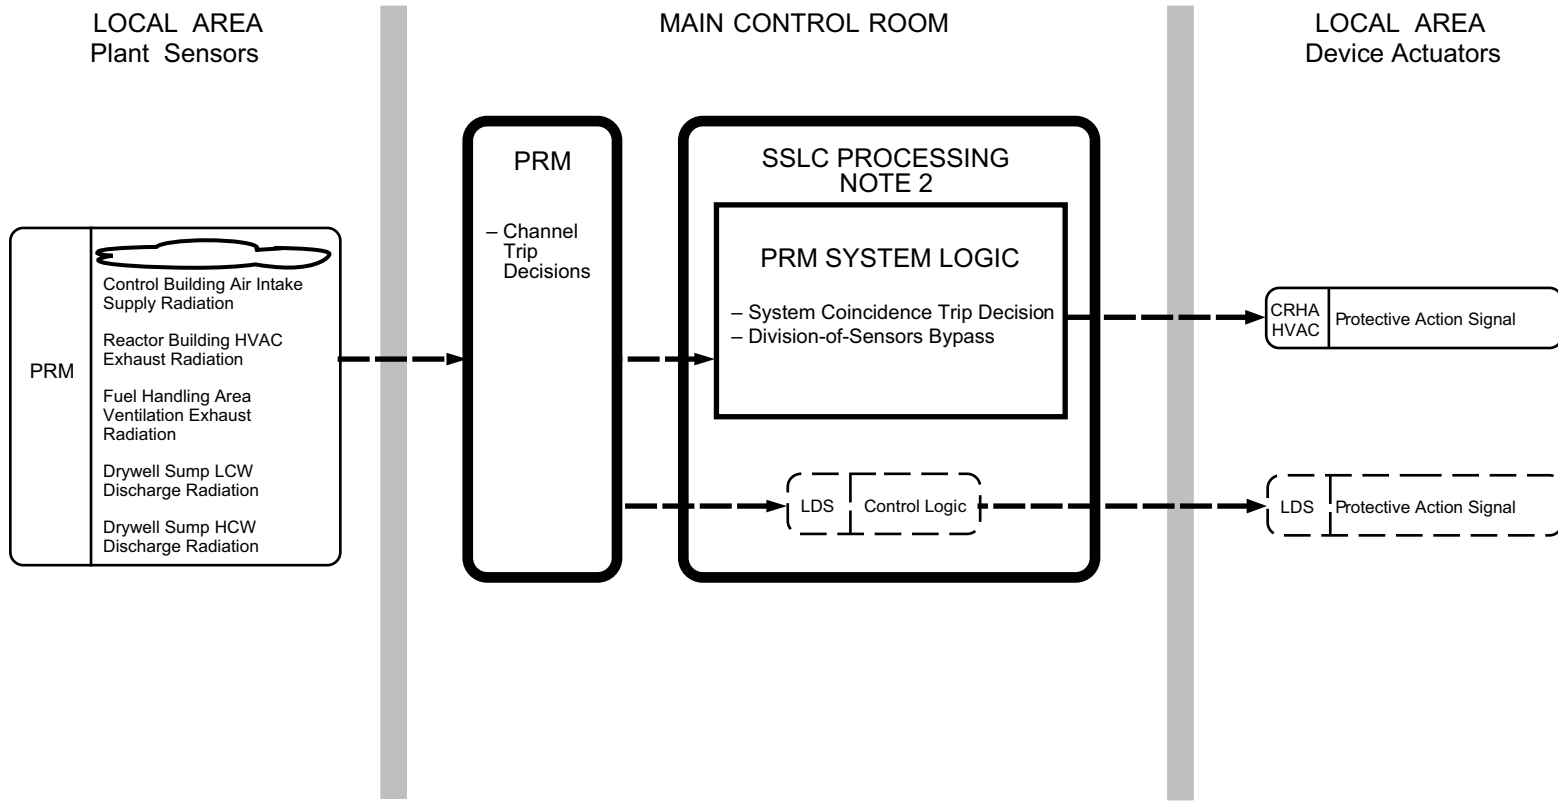 LOCAL AREA
Plant Sensors
MAIN CONTROL ROOM
LOCAL AREA
Device Actuators
PRM
Control Building Air Intake
Supply Radiation
Reactor Building HVAC
Exhaust Radiation
Fuel Handling Area
Ventilation Exhaust
Radiation
Drywell Sump LCW
Discharge Radiation
Drywell Sump HCW
Discharge Radiation
PRM
– Channel
Trip
Decisions
SSLC PROCESSING
NOTE 2
PRM SYSTEM LOGIC
– System Coincidence Trip Decision
– Division-of-Sensors Bypass
LDS
Control Logic
CRHA
HVAC
Protective Action Signal
LDS
Protective Action Signal